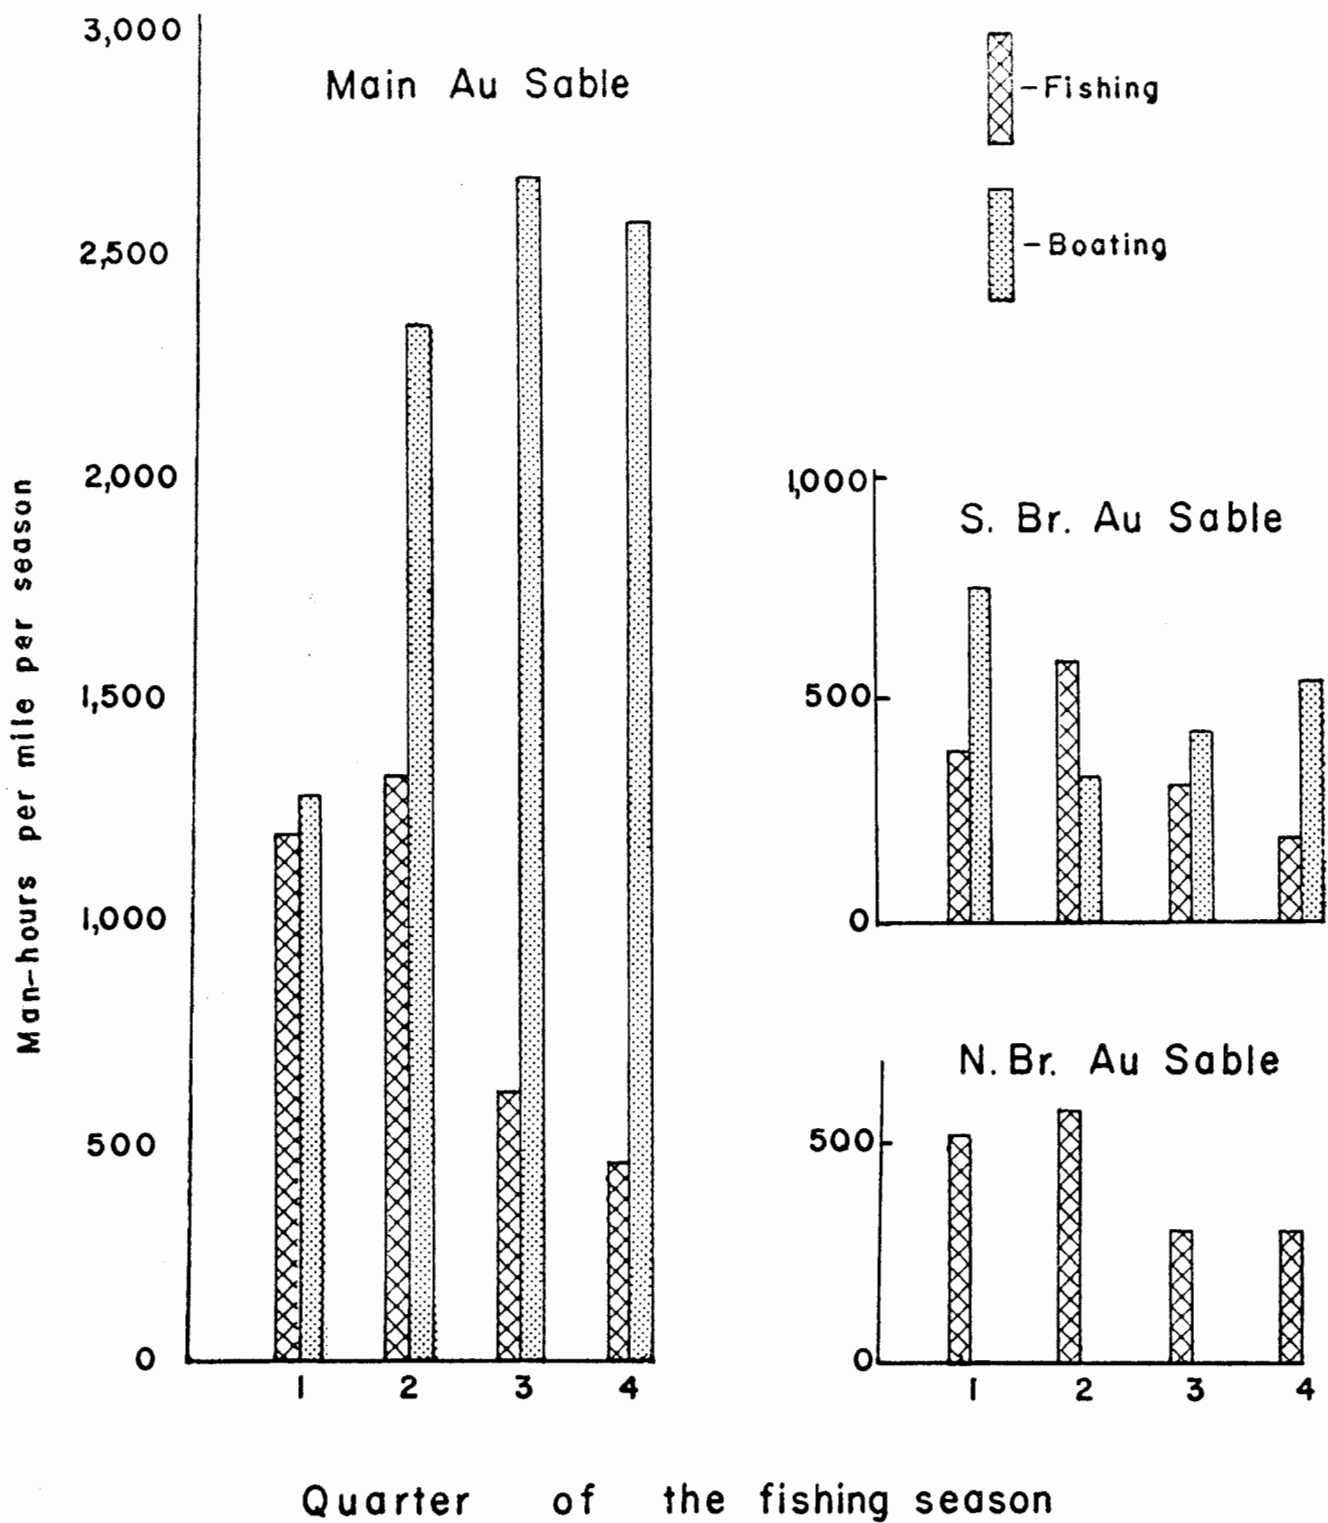 Main Au Sable
3,000
2,500
2,000
1,500
1,000
500
0
1 2 3 4
Man-hours per mile per season
-Fishing
-Boating
S. Br. Au Sable
1,000
500
0
N. Br. Au Sable
500
0
1 2 3 4
Quarter of the fishing season